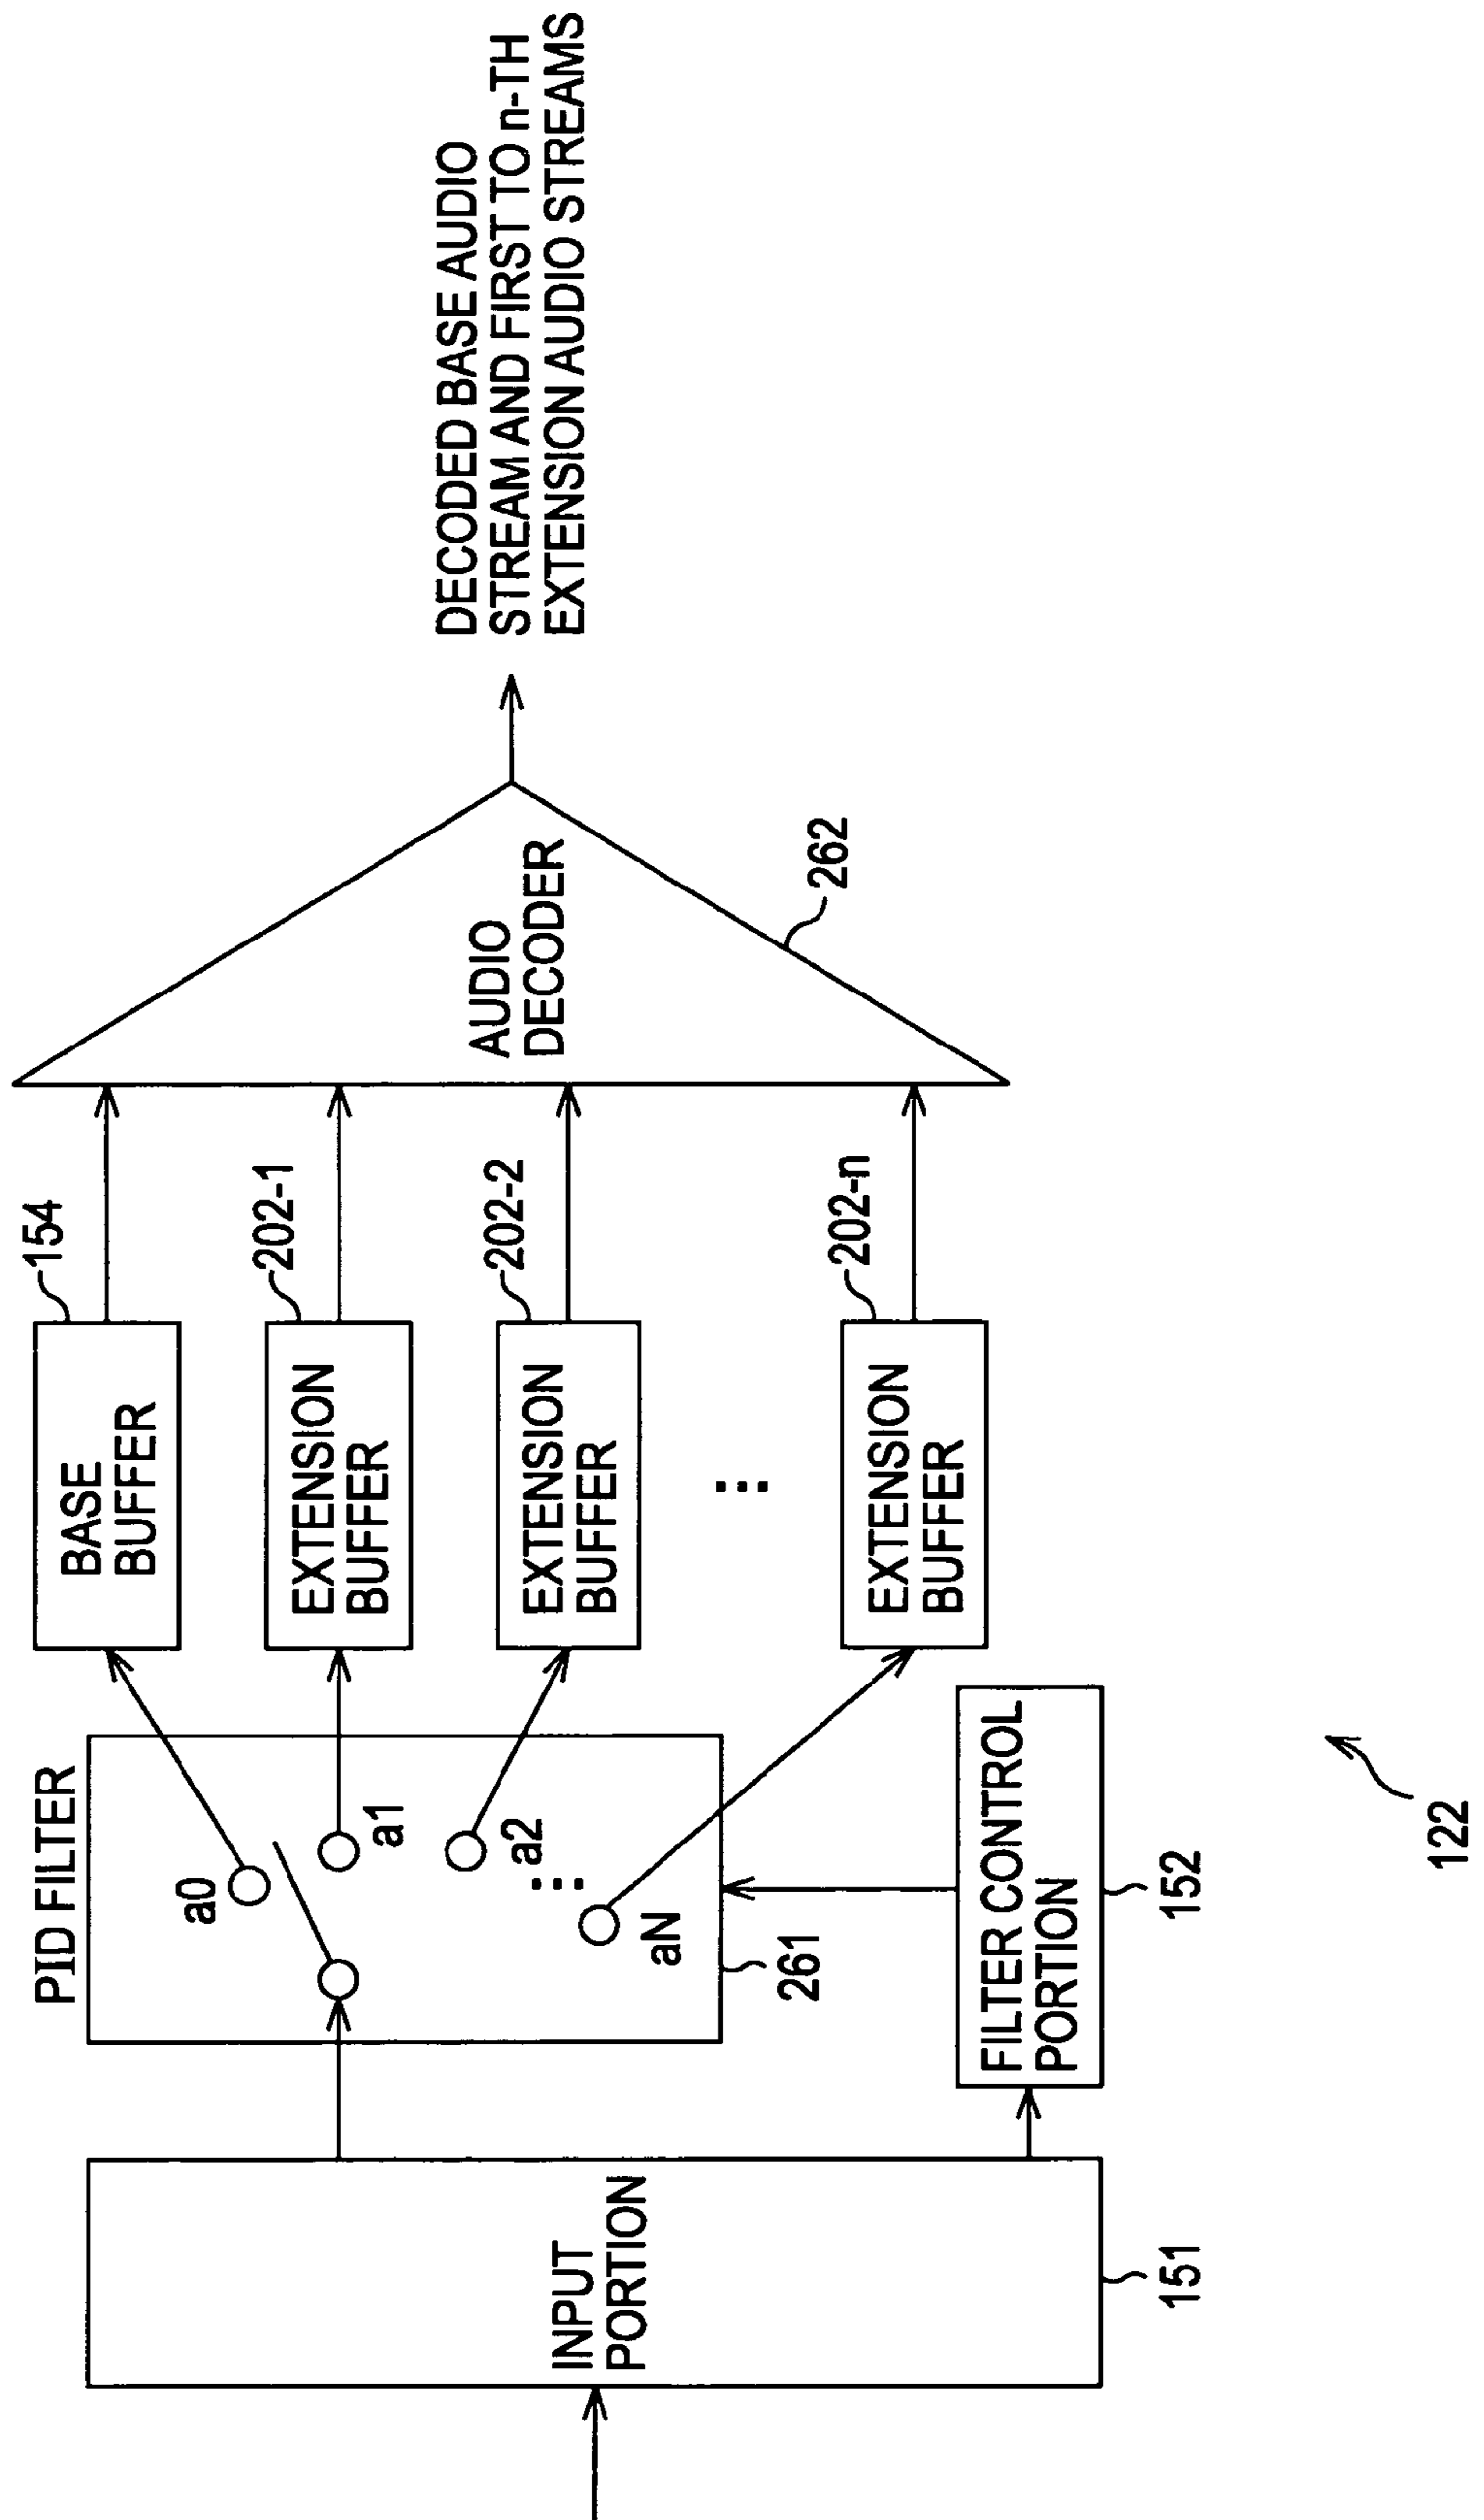 INPUT
PORTION
151
PID FILTER
a0
a1
a2
aN
261
FILTER CONTROL
PORTION
152
BASE
BUFFER
154
EXTENSION
BUFFER
202-1
EXTENSION
BUFFER
202-2
EXTENSION
BUFFER
202-n
AUDIO
DECODER
262
DECODED BASE AUDIO
STREAM AND FIRST TO n-TH
EXTENSION AUDIO STREAMS
122